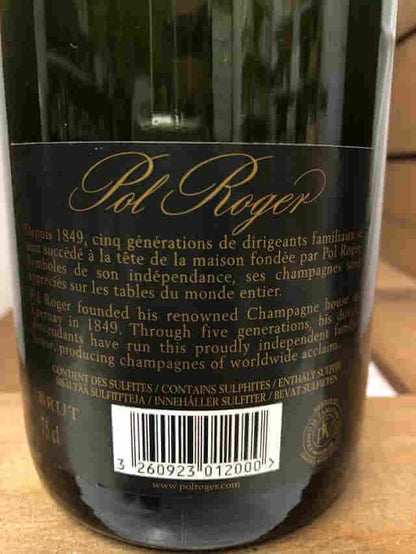 Pol Roger
Depuis 1849, cinq générations de dirigeants familiaux se
sont succédé à la tête de la maison fondée par Pol Roger.
Symboles de son indépendance, ses champagnes sont
appréciés sur les tables du monde entier.
Pol Roger founded his renowned Champagne house in
Epernay in 1849. Through five generations, his direct
descendants have run this proudly independent family
house, producing champagnes of worldwide acclaim.
CONTIENT DES SULFITES / CONTAINS SULPHITES / ENTHÄLT SULFITE
SISÄLTÄÄ SULFIITTEJA / INNEHÅLLER SULFITER / BEVAT SULFIETEN
BRUT
75cl
3 260923 012000 >
www.polroger.com